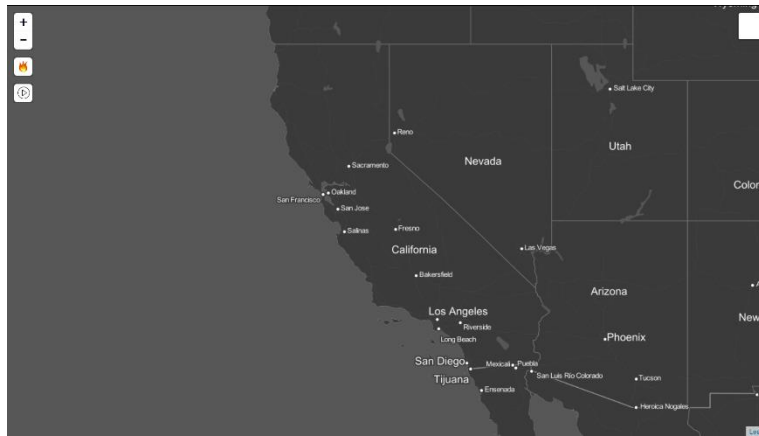 +
−
Salt Lake City
Reno
Utah
Nevada
Sacramento
Oakland
San Francisco
San Jose
Salinas
Fresno
California
Las Vegas
Bakersfield
Arizona
Los Angeles
Riverside
Phoenix
Long Beach
San Diego
Mexicali
Puebla
San Luis Río Colorado
Tijuana
Tucson
Ensenada
Heroica Nogales
Color
New